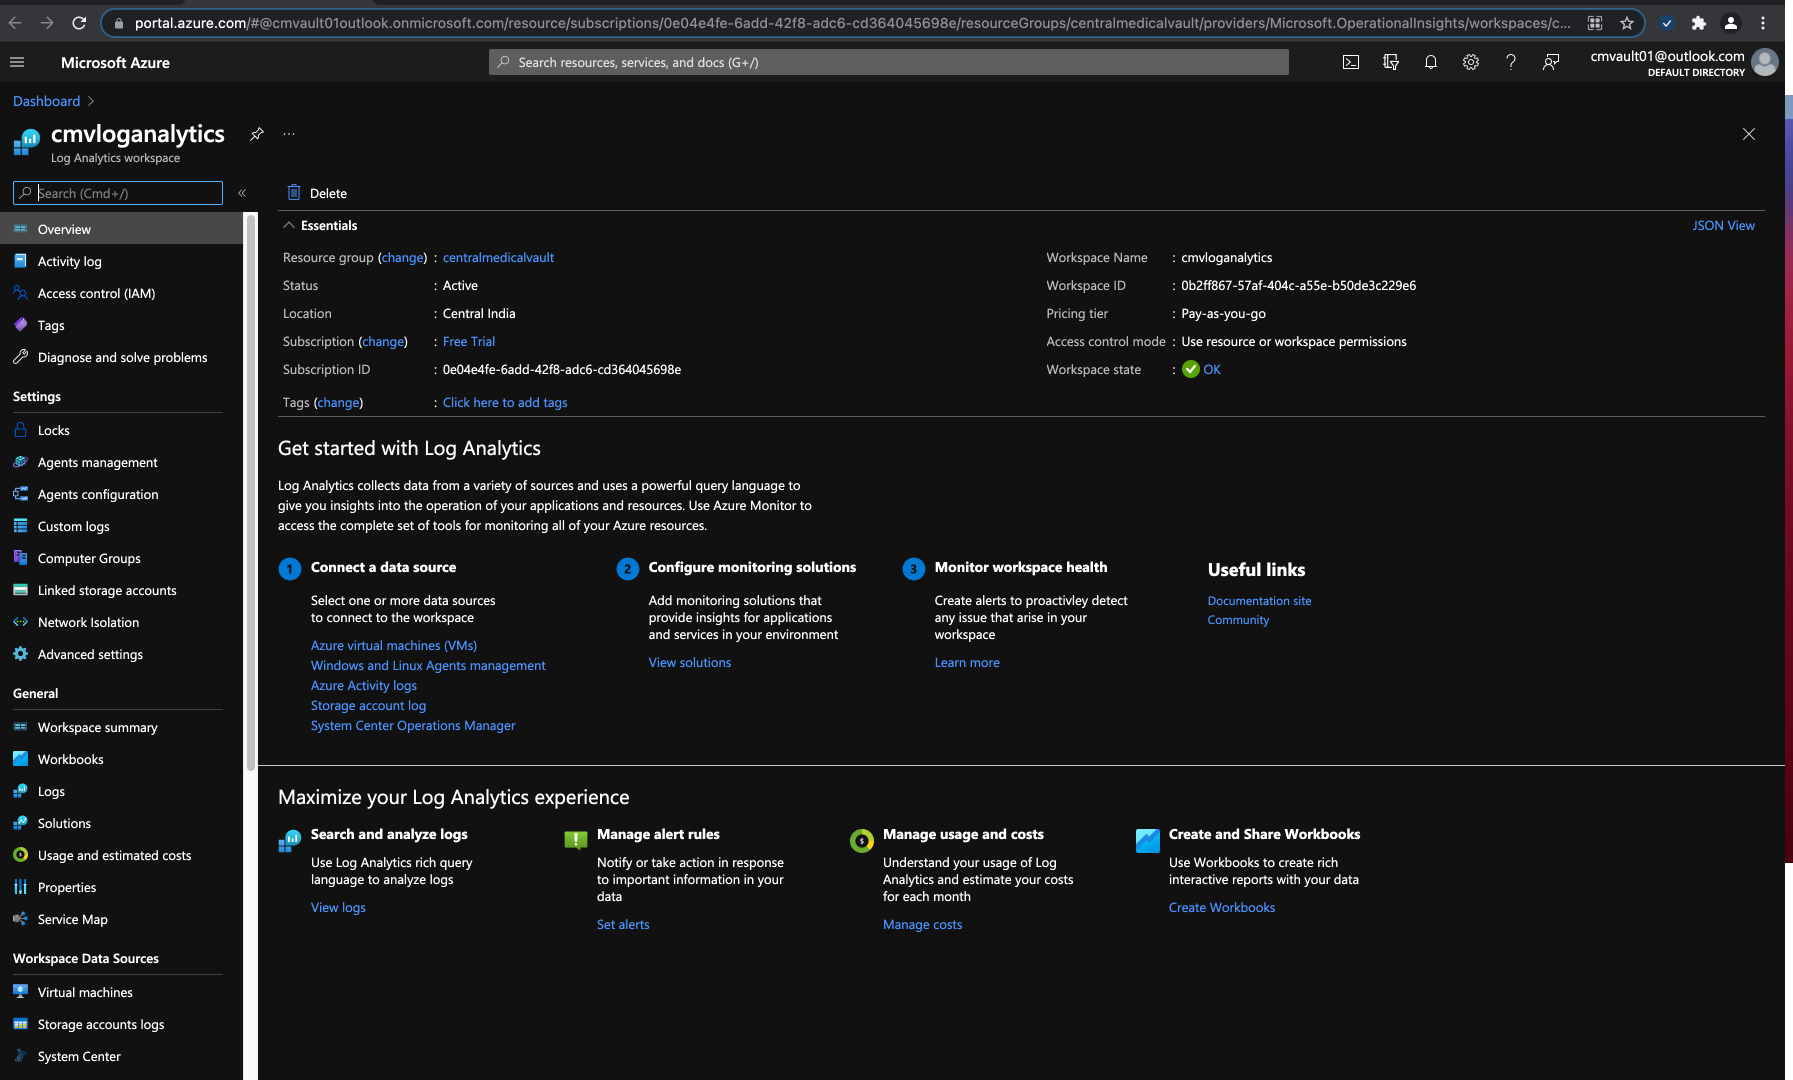 portal.azure.com/#@cmvault01outlook.onmicrosoft.com/resource/subscriptions/0e04e4fe-6add-42f8-adc6-cd364045698e/resourceGroups/centralmedicalvault/providers/Microsoft.OperationalInsights/workspaces/c...
Microsoft Azure
Search resources, services, and docs (G+/)
cmvault01@outlook.com
DEFAULT DIRECTORY
Dashboard >
cmvloganalytics
Log Analytics workspace
Search (Cmd+/)
«
Overview
Activity log
Access control (IAM)
Tags
Diagnose and solve problems
Settings
Locks
Agents management
Agents configuration
Custom logs
Computer Groups
Linked storage accounts
Network Isolation
Advanced settings
General
Workspace summary
Workbooks
Logs
Solutions
Usage and estimated costs
Properties
Service Map
Workspace Data Sources
Virtual machines
Storage accounts logs
System Center
Delete
Essentials
JSON View
Resource group (change) : centralmedicalvault
Status : Active
Location : Central India
Subscription (change) : Free Trial
Subscription ID : 0e04e4fe-6add-42f8-adc6-cd364045698e
Tags (change) : Click here to add tags
Workspace Name : cmvloganalytics
Workspace ID : 0b2ff867-57af-404c-a55e-b50de3c229e6
Pricing tier : Pay-as-you-go
Access control mode : Use resource or workspace permissions
Workspace state : OK
Get started with Log Analytics
Log Analytics collects data from a variety of sources and uses a powerful query language to
give you insights into the operation of your applications and resources. Use Azure Monitor to
access the complete set of tools for monitoring all of your Azure resources.
1 Connect a data source
Select one or more data sources
to connect to the workspace
Azure virtual machines (VMs)
Windows and Linux Agents management
Azure Activity logs
Storage account log
System Center Operations Manager
2 Configure monitoring solutions
Add monitoring solutions that
provide insights for applications
and services in your environment
View solutions
3 Monitor workspace health
Create alerts to proactivley detect
any issue that arise in your
workspace
Learn more
Useful links
Documentation site
Community
Maximize your Log Analytics experience
Search and analyze logs
Use Log Analytics rich query
language to analyze logs
View logs
Manage alert rules
Notify or take action in response
to important information in your
data
Set alerts
Manage usage and costs
Understand your usage of Log
Analytics and estimate your costs
for each month
Manage costs
Create and Share Workbooks
Use Workbooks to create rich
interactive reports with your data
Create Workbooks